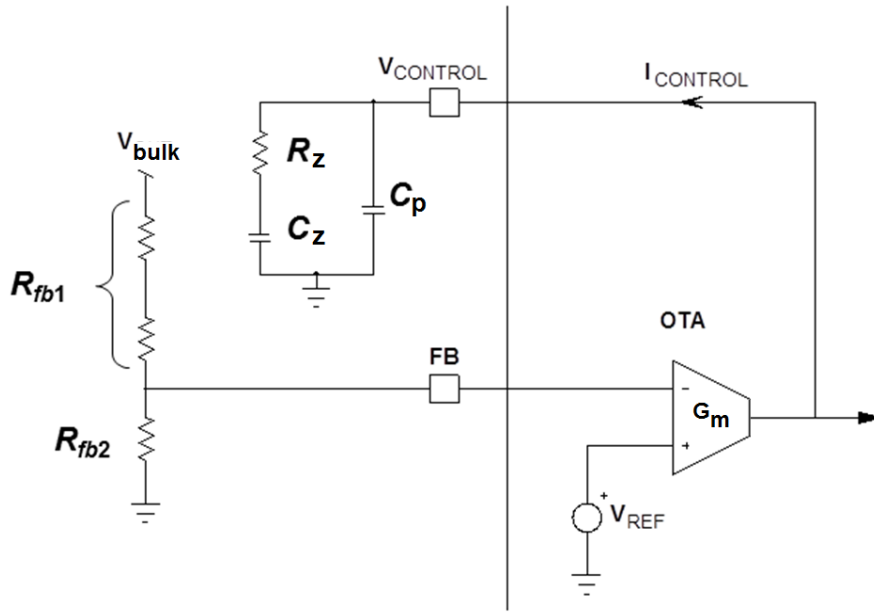 VCONTROL
ICONTROL
Vbulk
Rz
Cp
Cz
Rfb1
OTA
FB
-
Gm
Rfb2
+
+
VREF